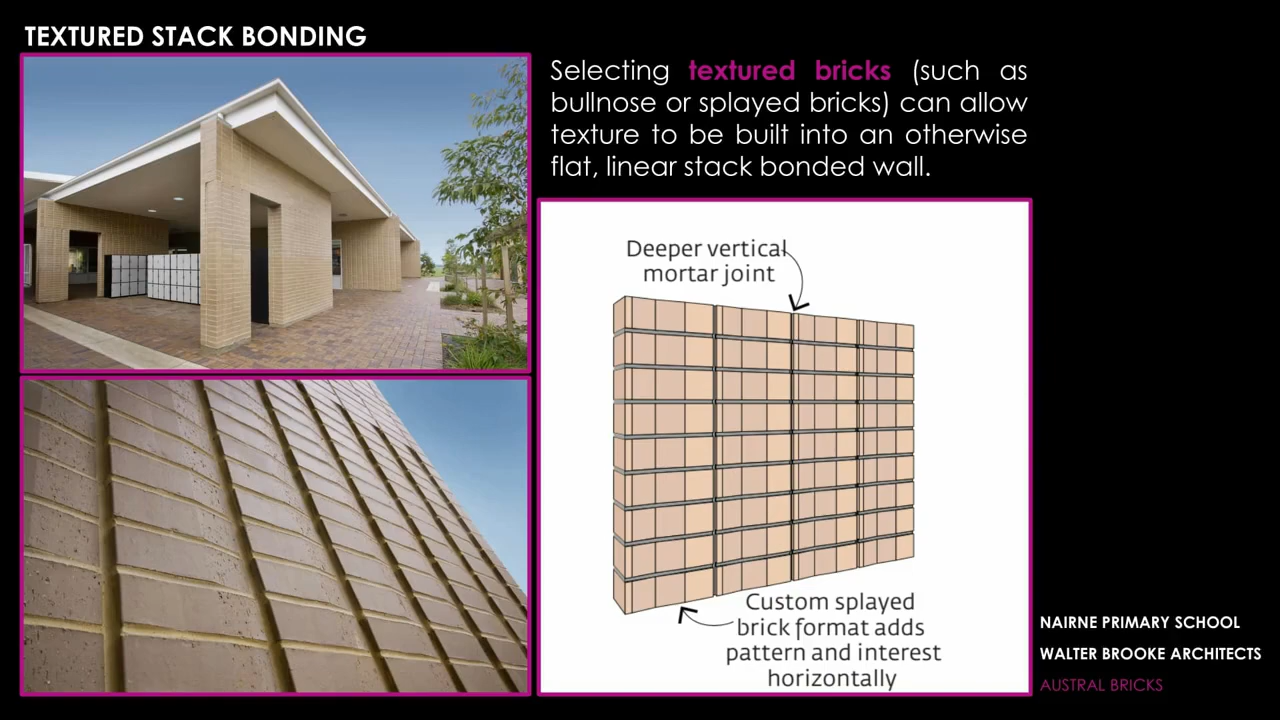 TEXTURED STACK BONDING
Selecting textured bricks (such as
bullnose or splayed bricks) can allow
texture to be built into an otherwise
flat, linear stack bonded wall.
Deeper vertical
mortar joint
Custom splayed
brick format adds
pattern and interest
horizontally
NAIRNE PRIMARY SCHOOL
WALTER BROOKE ARCHITECTS
AUSTRAL BRICKS